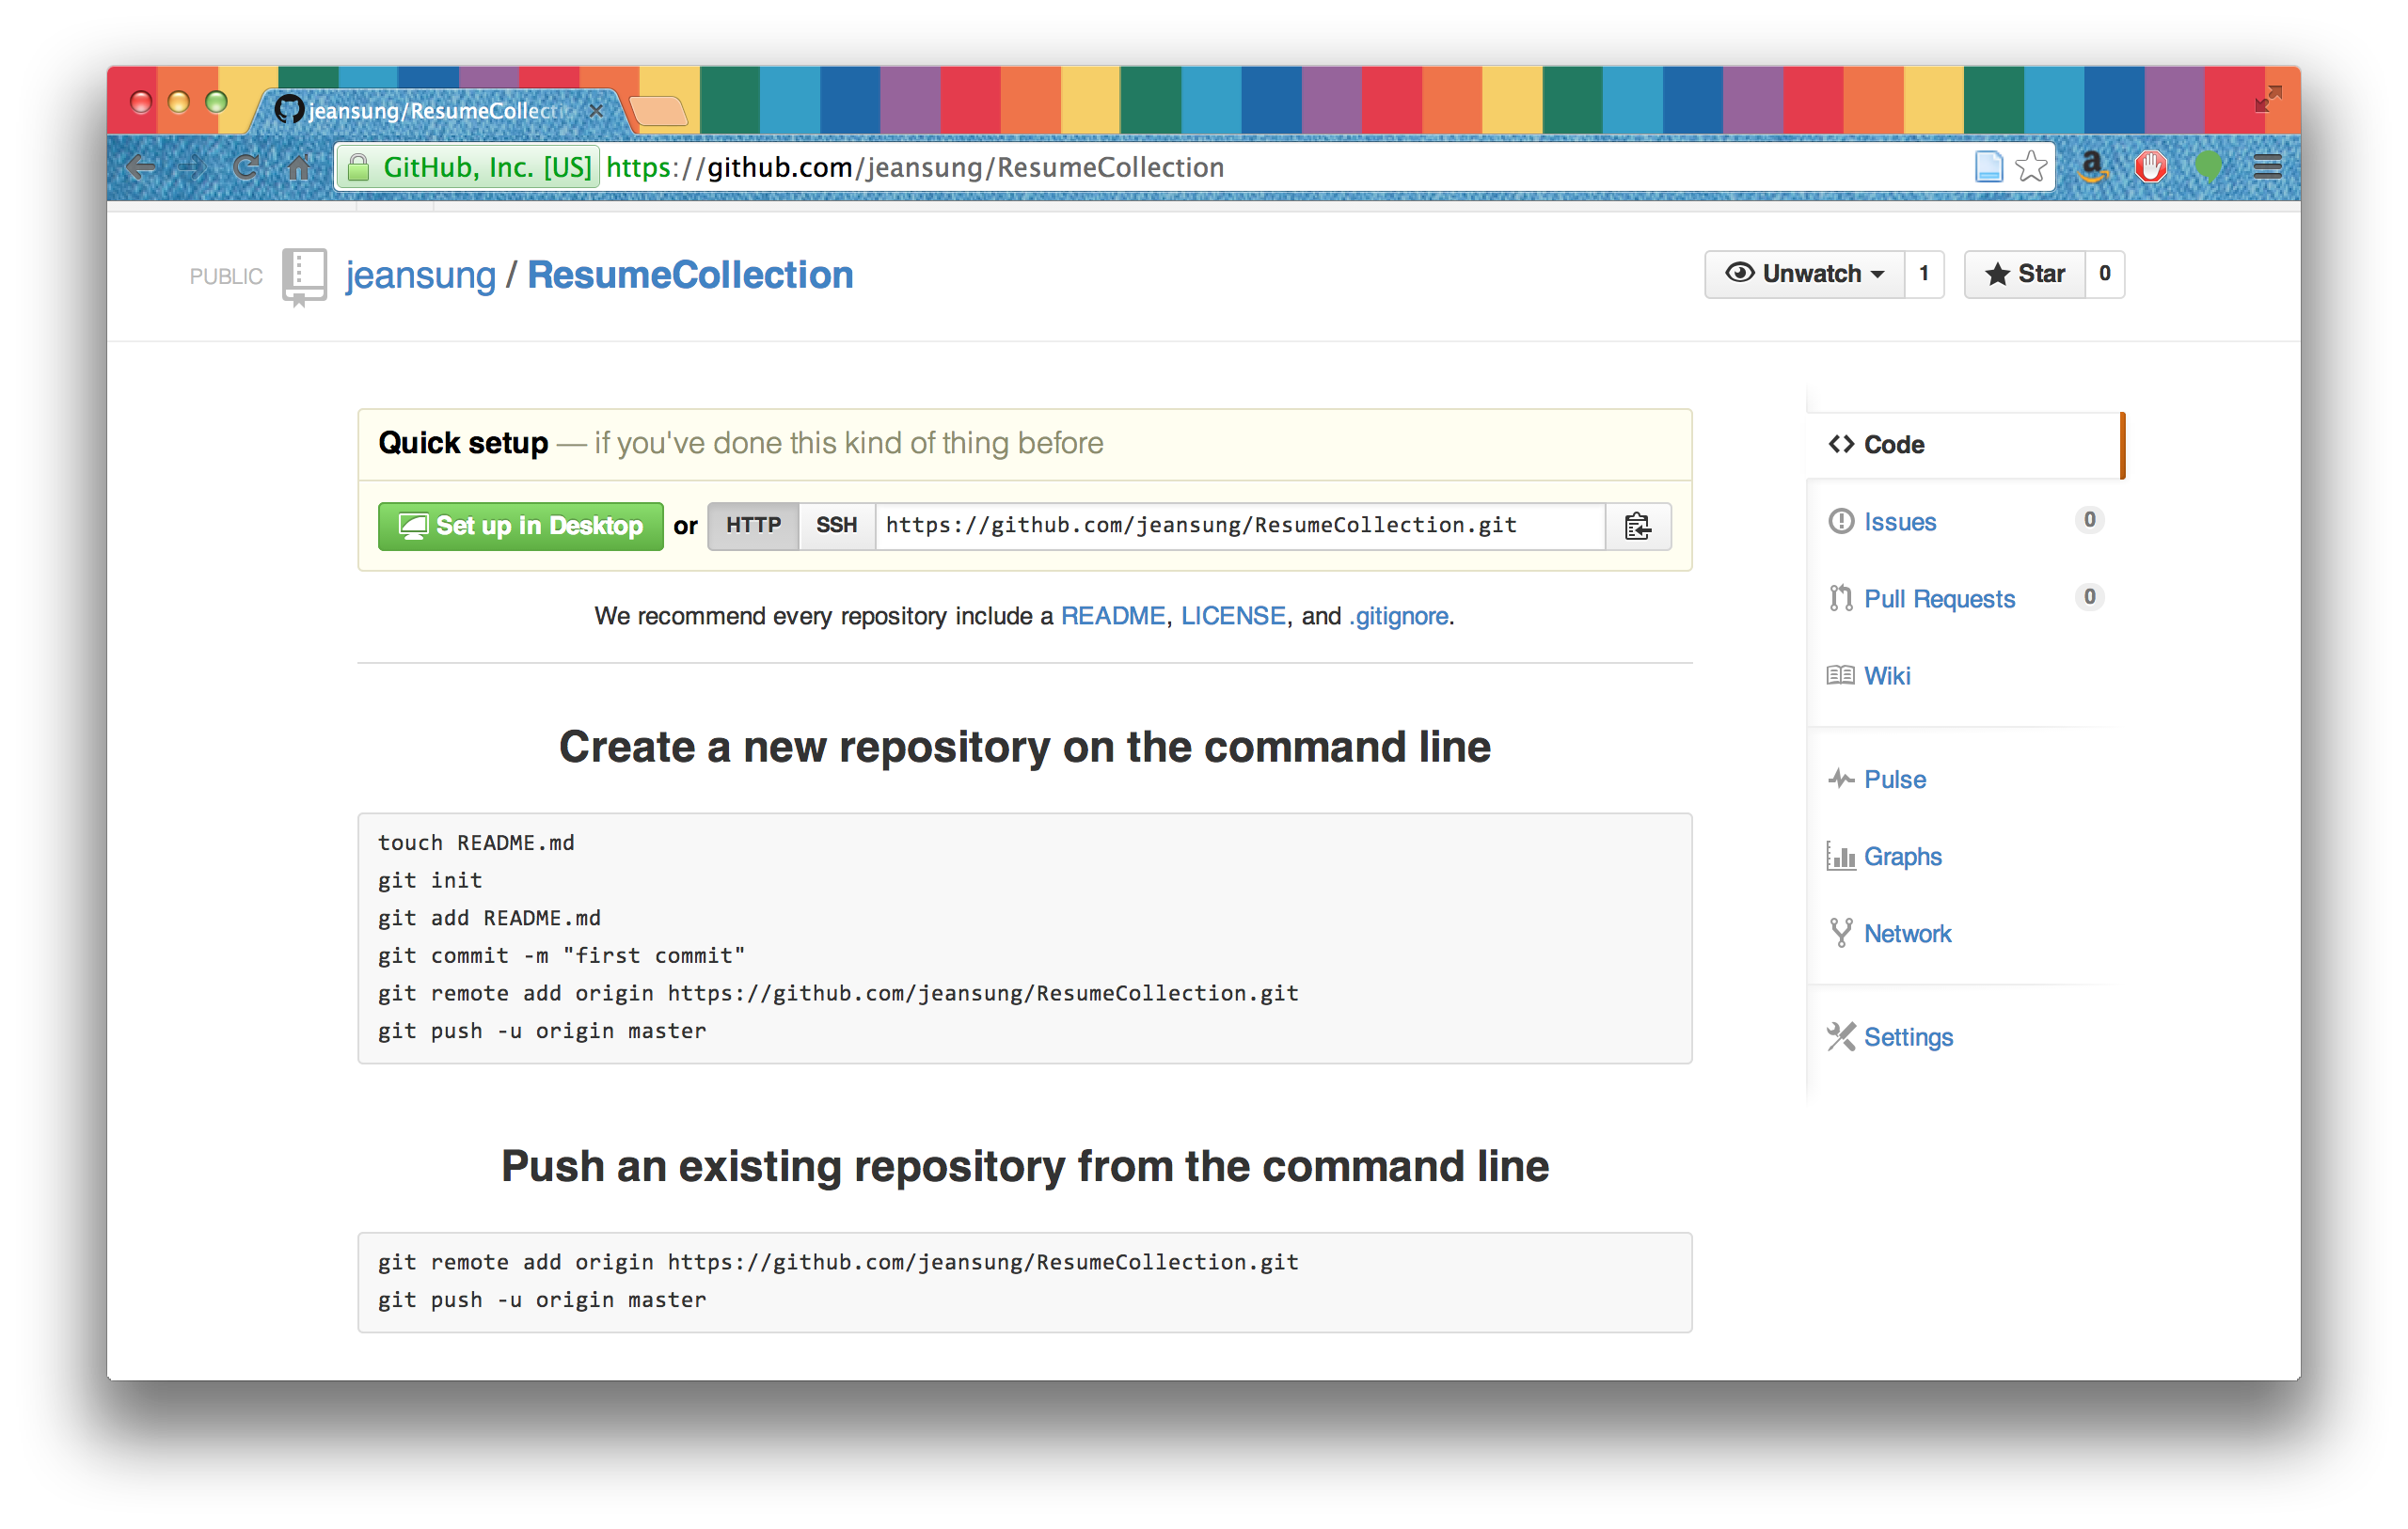 jeansung/ResumeCollecti
GitHub, Inc. [US] https://github.com/jeansung/ResumeCollection
PUBLIC jeansung / ResumeCollection
Unwatch 1 Star 0
Quick setup — if you've done this kind of thing before
Set up in Desktop or HTTP SSH https://github.com/jeansung/ResumeCollection.git
We recommend every repository include a README, LICENSE, and .gitignore.
Create a new repository on the command line
touch README.md
git init
git add README.md
git commit -m "first commit"
git remote add origin https://github.com/jeansung/ResumeCollection.git
git push -u origin master
Push an existing repository from the command line
git remote add origin https://github.com/jeansung/ResumeCollection.git
git push -u origin master
Code
Issues 0
Pull Requests 0
Wiki
Pulse
Graphs
Network
Settings